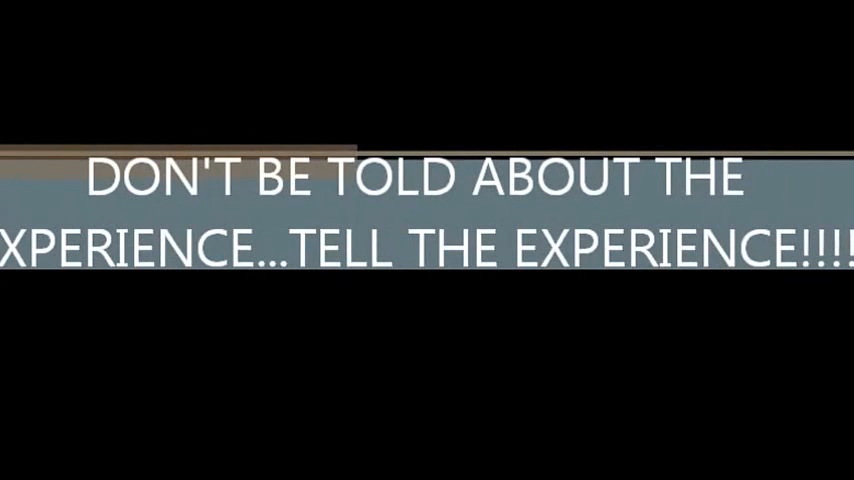 DON'T BE TOLD ABOUT THE
XPERIENCE...TELL THE EXPERIENCE!!!!